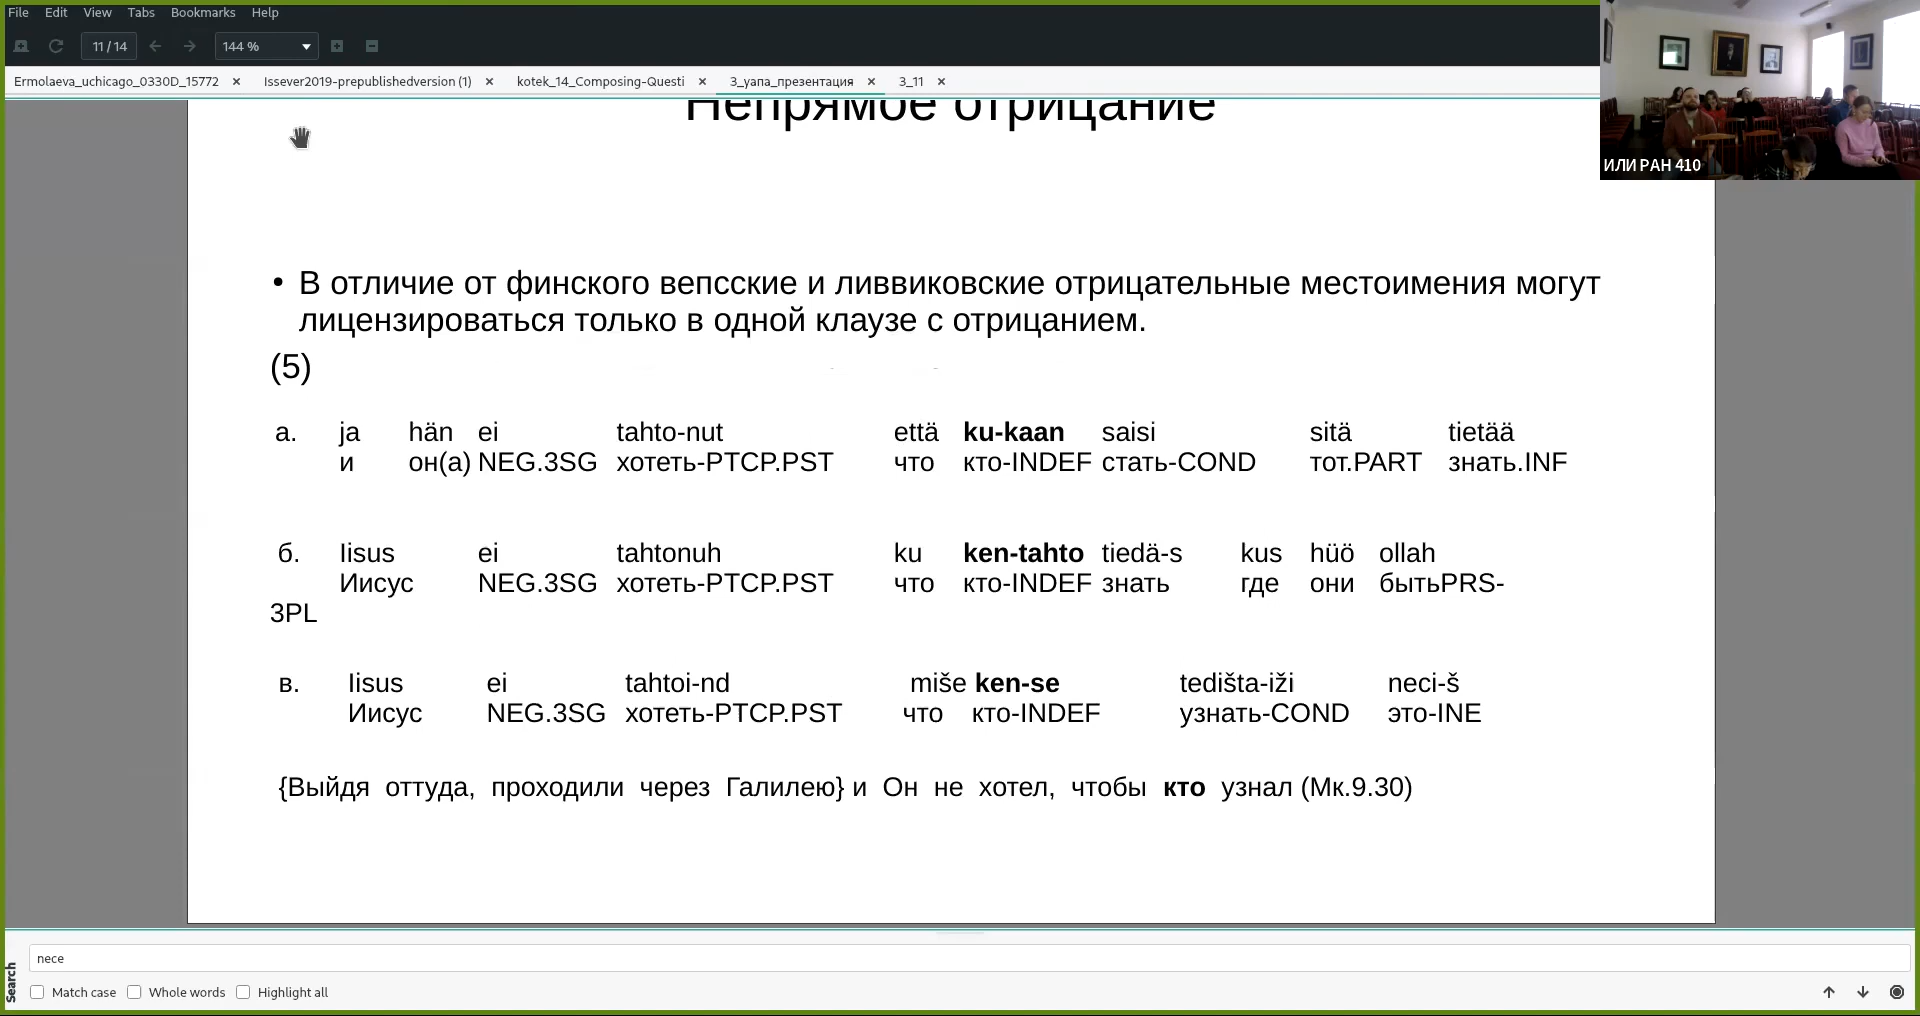 File Edit View Tabs Bookmarks Help
11 / 14 144 %
Ermolaeva_uchicago_0330D_15772 Issever2019-prepublishedversion (1) kotek_14_Composing-Questi 3_уапа_презентация 3_11
ИЛИ РАН 410
Непрямое отрицание
• В отличие от финского вепсские и ливвиковские отрицательные местоимения могут
лицензироваться только в одной клаузе с отрицанием.
(5)
а. ja hän ei tahto-nut että ku-kaan saisi sitä tietää
и он(а) NEG.3SG хотеть-PTCP.PST что кто-INDEF стать-COND тот.PART знать.INF
б. Iisus ei tahtonuh ku ken-tahto tiedä-s kus hüö ollah
Иисус NEG.3SG хотеть-PTCP.PST что кто-INDEF знать где они бытьPRS-
3PL
в. Iisus ei tahtoi-nd miše ken-se tedišta-iži neci-š
Иисус NEG.3SG хотеть-PTCP.PST что кто-INDEF узнать-COND это-INE
{Выйдя оттуда, проходили через Галилею} и Он не хотел, чтобы кто узнал (Мк.9.30)
Search
nece
Match case Whole words Highlight all